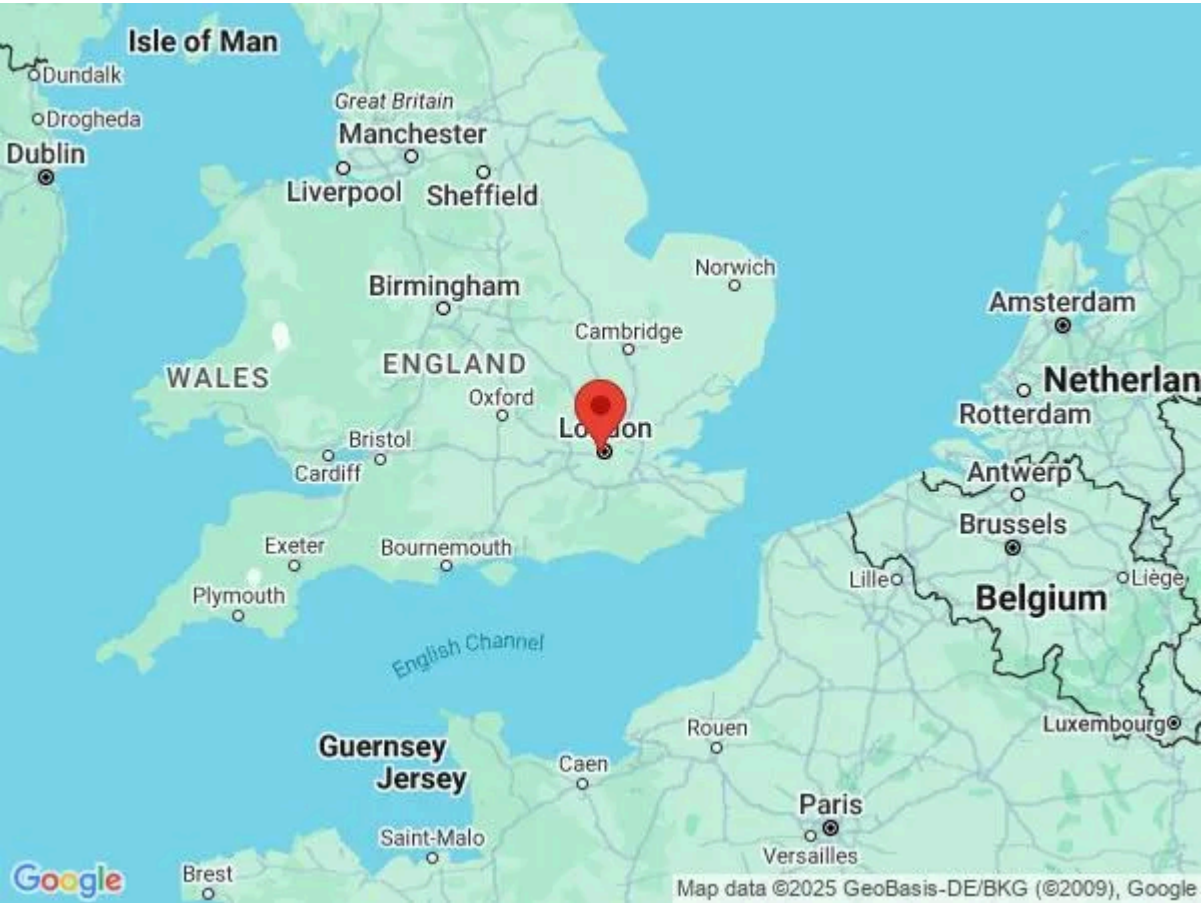 Isle of Man
Dundalk
Great Britain
Drogheda
Manchester
Dublin
Liverpool
Sheffield
Norwich
Birmingham
Amsterdam
Cambridge
ENGLAND
WALES
Netherlan
Oxford
Rotterdam
London
Bristol
Cardiff
Antwerp
Brussels
Exeter
Bournemouth
Lille
Liège
Plymouth
Belgium
English Channel
Luxembourg
Rouen
Guernsey
Jersey
Caen
Paris
Saint-Malo
Versailles
Brest
Google
Map data ©2025 GeoBasis-DE/BKG (©2009), Google